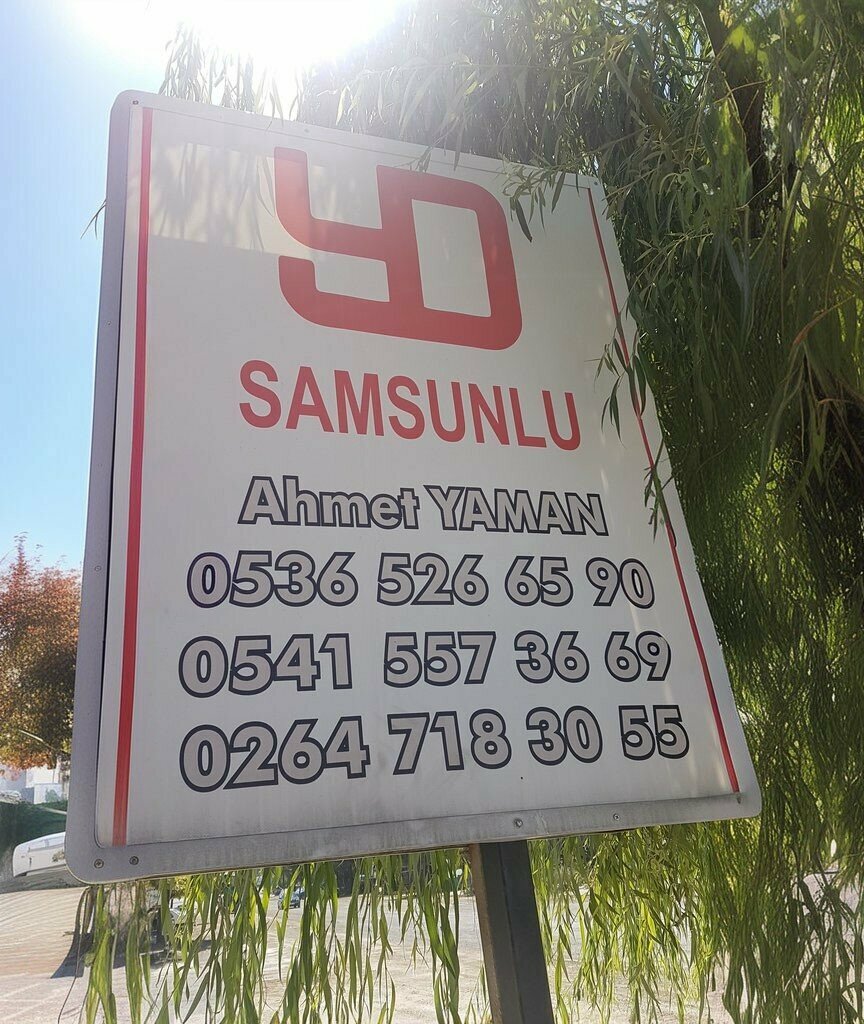 YD
SAMSUNLU
Ahmet YAMAN
0536 526 65 90
0541 557 36 69
0264 718 30 55